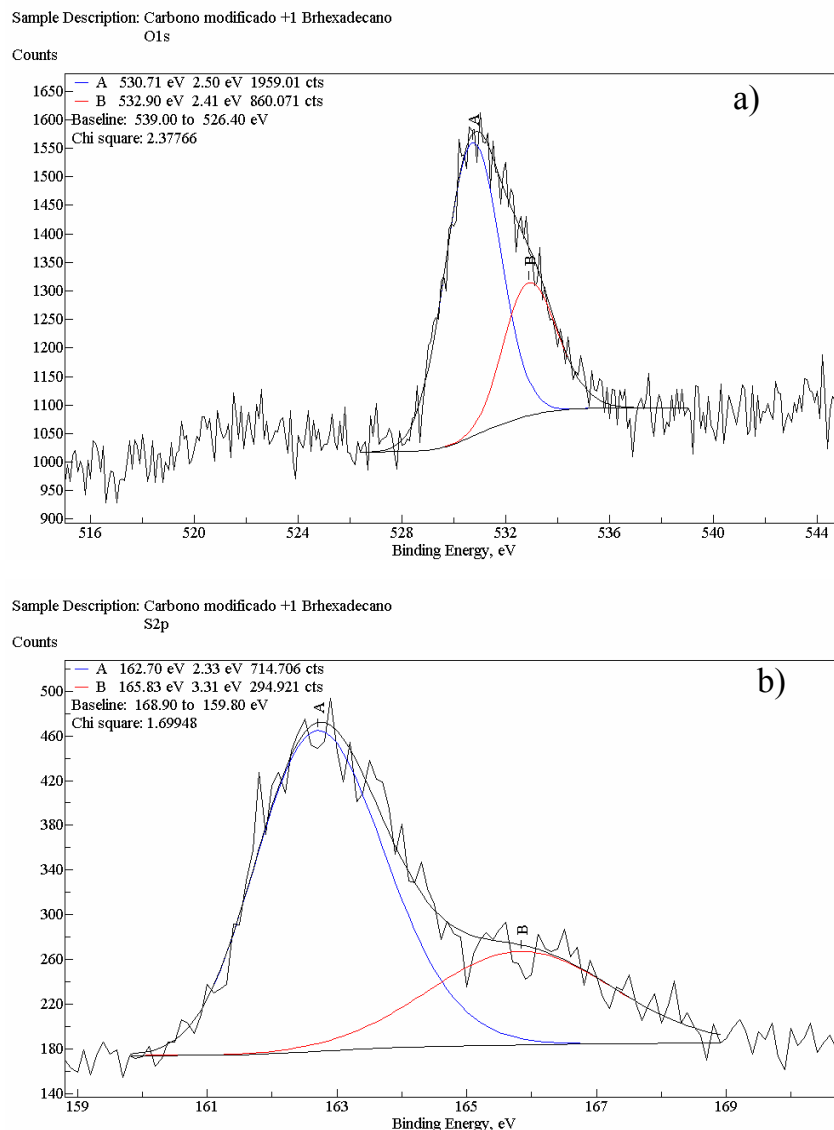 Sample Description: Carbono modificado +1 Brhexadecano
O1s
Counts
A 530.71 eV 2.50 eV 1959.01 cts
B 532.90 eV 2.41 eV 860.071 cts
Baseline: 539.00 to 526.40 eV
Chi square: 2.37766
a)
A
B
1650
1600
1550
1500
1450
1400
1350
1300
1250
1200
1150
1100
1050
1000
950
900
516 520 524 528 532 536 540 544
Binding Energy, eV
Sample Description: Carbono modificado +1 Brhexadecano
S2p
Counts
A 162.70 eV 2.33 eV 714.706 cts
B 165.83 eV 3.31 eV 294.921 cts
Baseline: 168.90 to 159.80 eV
Chi square: 1.69948
b)
A
B
500
460
420
380
340
300
260
220
180
140
159 161 163 165 167 169
Binding Energy, eV